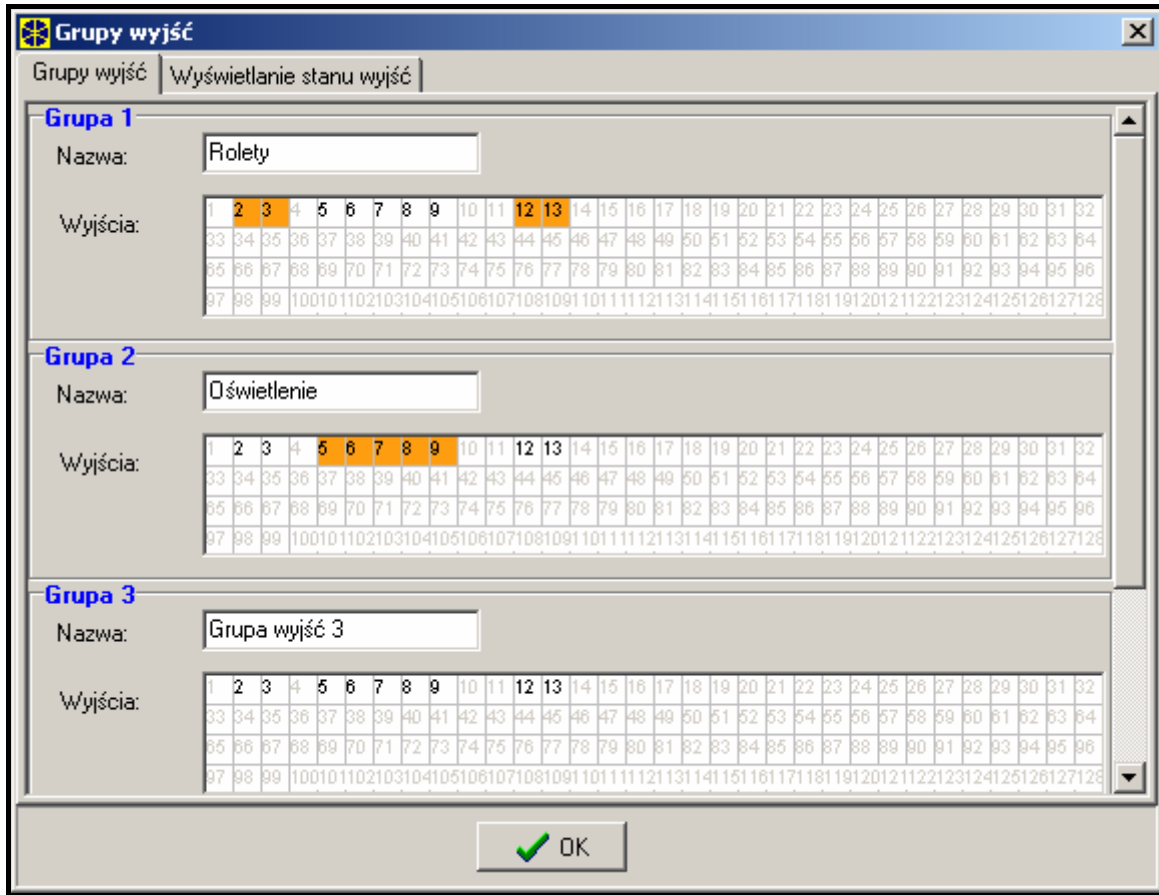 Grupy wyjść
Grupy wyjść Wyświetlanie stanu wyjść
Grupa 1
Nazwa: Rolety
Wyjścia: 1 2 3 4 5 6 7 8 9 10 11 12 13 14 15 16 17 18 19 20 21 22 23 24 25 26 27 28 29 30 31 32
33 34 35 36 37 38 39 40 41 42 43 44 45 46 47 48 49 50 51 52 53 54 55 56 57 58 59 60 61 62 63 64
65 66 67 68 69 70 71 72 73 74 75 76 77 78 79 80 81 82 83 84 85 86 87 88 89 90 91 92 93 94 95 96
97 98 99 100 101 102 103 104 105 106 107 108 109 110 111 112 113 114 115 116 117 118 119 120 121 122 123 124 125 126 127 128
Grupa 2
Nazwa: Oświetlenie
Wyjścia: 1 2 3 4 5 6 7 8 9 10 11 12 13 14 15 16 17 18 19 20 21 22 23 24 25 26 27 28 29 30 31 32
33 34 35 36 37 38 39 40 41 42 43 44 45 46 47 48 49 50 51 52 53 54 55 56 57 58 59 60 61 62 63 64
65 66 67 68 69 70 71 72 73 74 75 76 77 78 79 80 81 82 83 84 85 86 87 88 89 90 91 92 93 94 95 96
97 98 99 100 101 102 103 104 105 106 107 108 109 110 111 112 113 114 115 116 117 118 119 120 121 122 123 124 125 126 127 128
Grupa 3
Nazwa: Grupa wyjść 3
Wyjścia: 1 2 3 4 5 6 7 8 9 10 11 12 13 14 15 16 17 18 19 20 21 22 23 24 25 26 27 28 29 30 31 32
33 34 35 36 37 38 39 40 41 42 43 44 45 46 47 48 49 50 51 52 53 54 55 56 57 58 59 60 61 62 63 64
65 66 67 68 69 70 71 72 73 74 75 76 77 78 79 80 81 82 83 84 85 86 87 88 89 90 91 92 93 94 95 96
97 98 99 100 101 102 103 104 105 106 107 108 109 110 111 112 113 114 115 116 117 118 119 120 121 122 123 124 125 126 127 128
OK